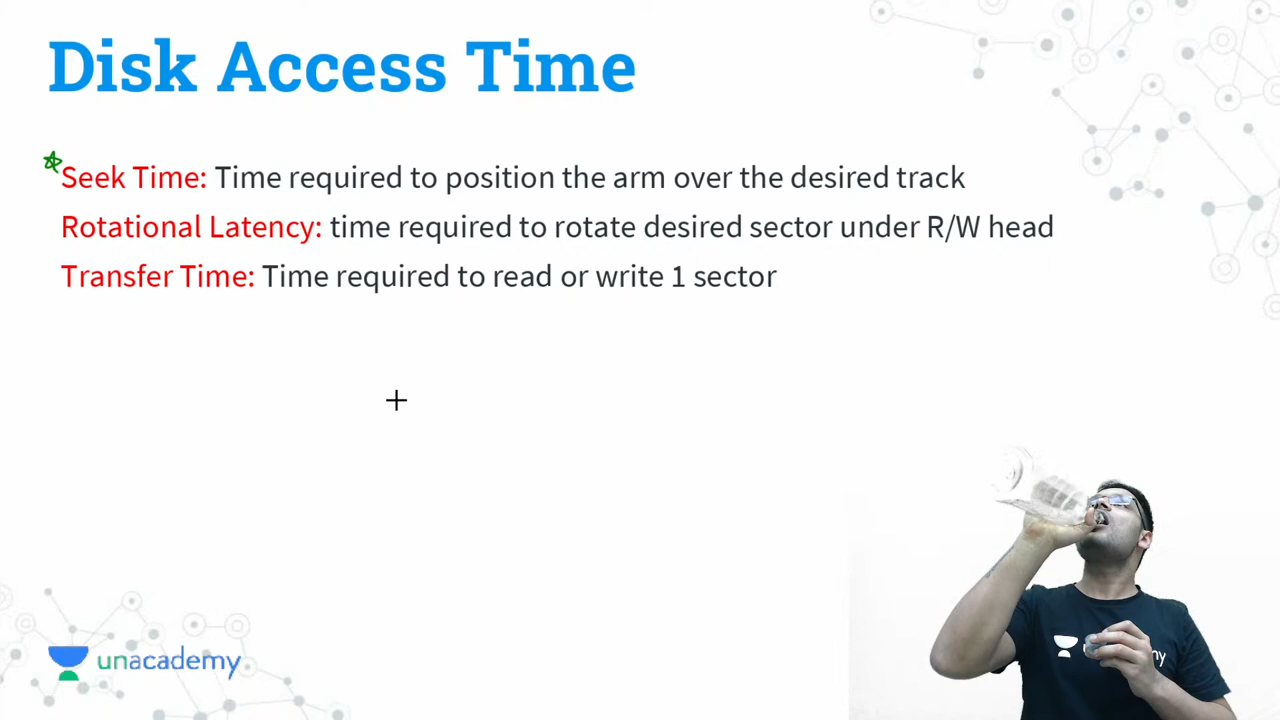 Disk Access Time
Seek Time: Time required to position the arm over the desired track
Rotational Latency: time required to rotate desired sector under R/W head
Transfer Time: Time required to read or write 1 sector
unacademy